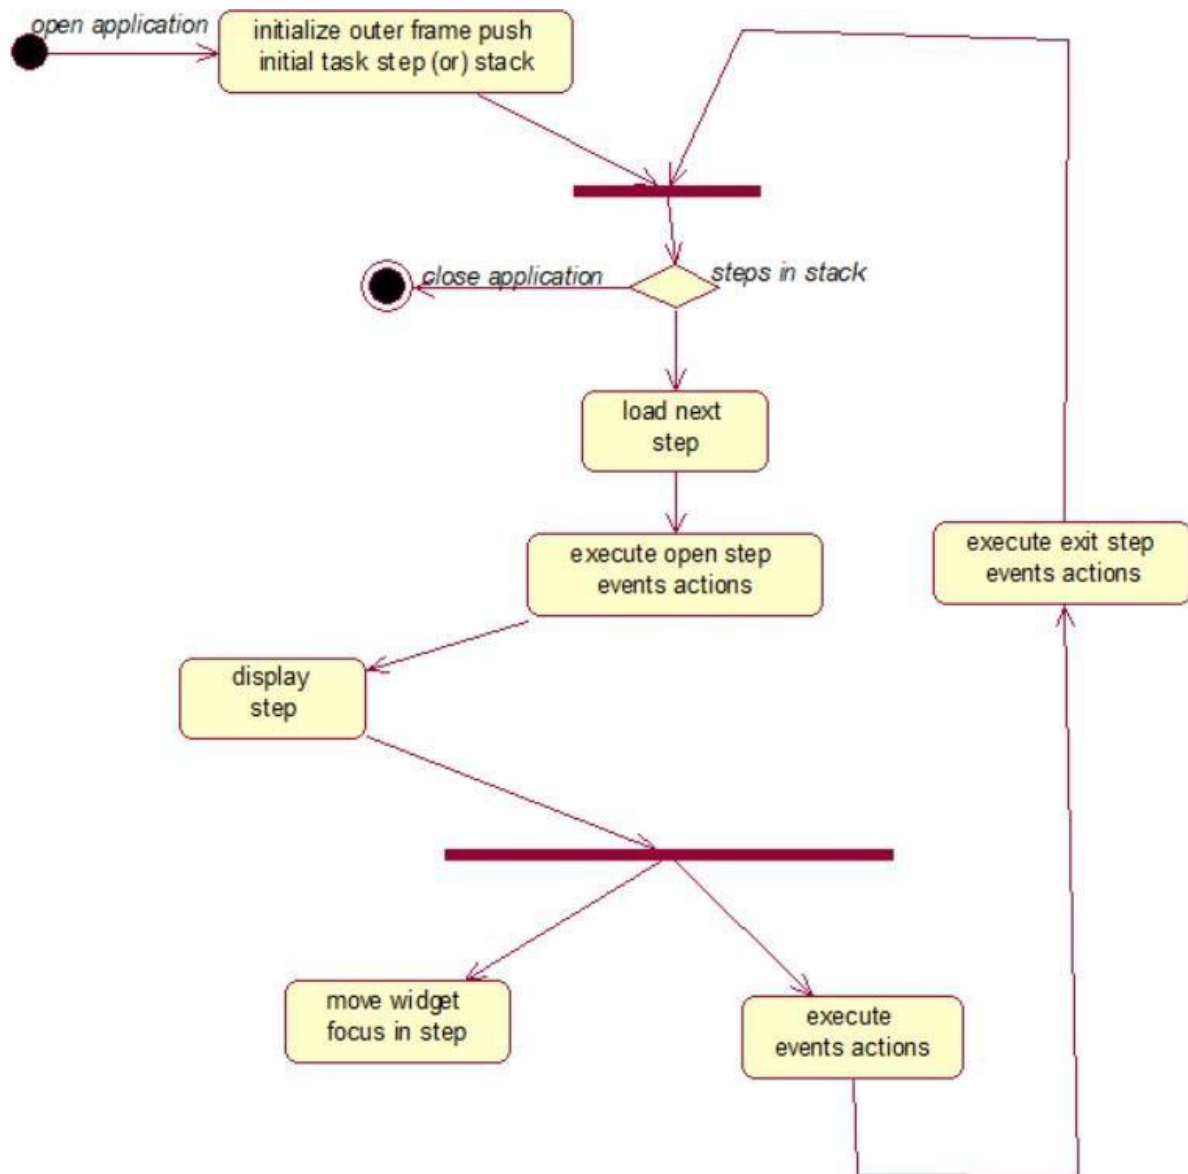 open application
initialize outer frame push
initial task step (or) stack
close application
steps in stack
load next
step
execute open step
events actions
execute exit step
events actions
display
step
move widget
focus in step
execute
events actions